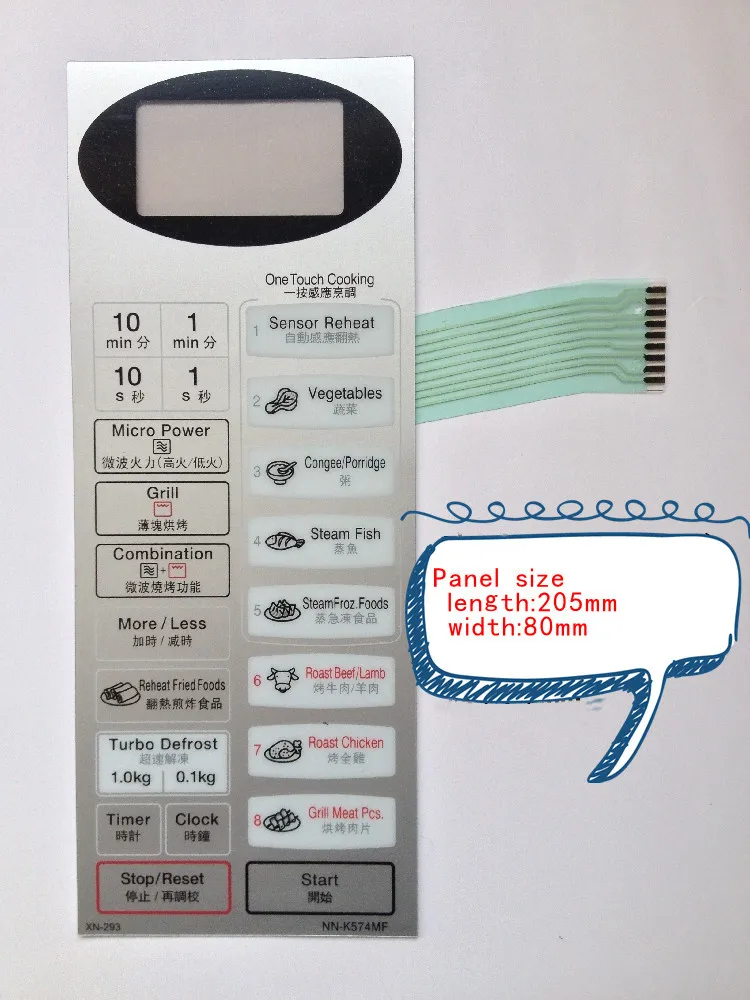 One Touch Cooking
一按感應烹調
10 min 分
1 min 分
10 s 秒
1 s 秒
Micro Power
微波火力(高火/低火)
Grill
薄塊烘烤
Combination
+
微波燒烤功能
More / Less
加時 / 減時
Reheat Fried Foods
翻熱煎炸食品
Turbo Defrost
超速解凍
1.0kg 0.1kg
Timer
時計
Clock
時鐘
Stop/Reset
停止 / 再調校
1 Sensor Reheat
自動感應翻熱
2 Vegetables
蔬菜
3 Congee/Porridge
粥
4 Steam Fish
蒸魚
5 Steam Froz. Foods
蒸急凍食品
6 Roast Beef/Lamb
烤牛肉/羊肉
7 Roast Chicken
烤全雞
8 Grill Meat Pcs.
烘烤肉片
Start
開始
XN-293
NN-K574MF
Panel size
length:205mm
width:80mm